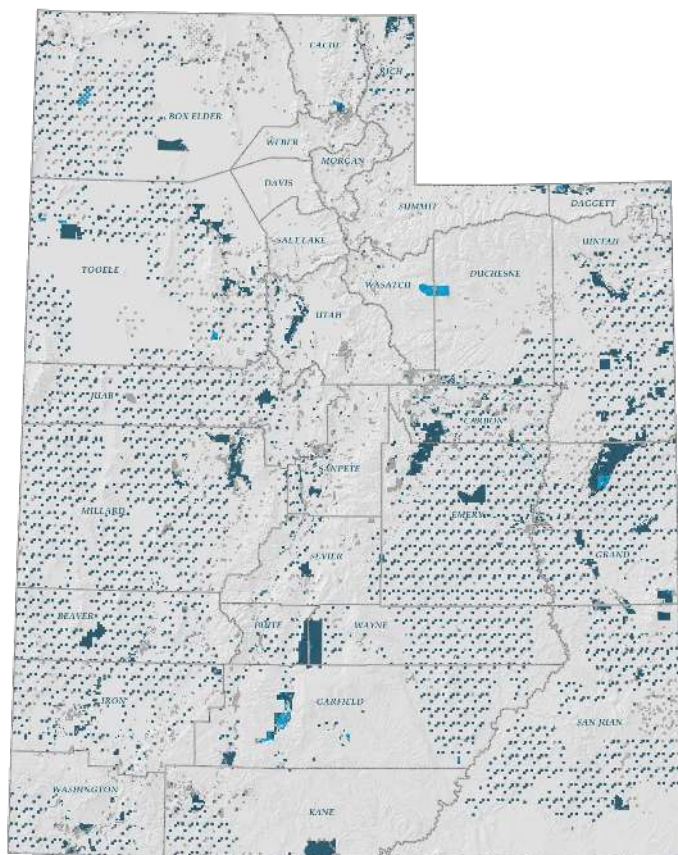 CACHE
RICH
BOX ELDER
WEBER
MORGAN
DAVIS
SUMMIT
DAGGETT
SALT LAKE
UINTAH
TOOELE
WASATCH
DUCHESNE
UTAH
JUAB
CARBON
SANPETE
MILLARD
EMERY
SEVIER
GRAND
BEAVER
PIUTE
WAYNE
IRON
GARFIELD
SAN JUAN
WASHINGTON
KANE